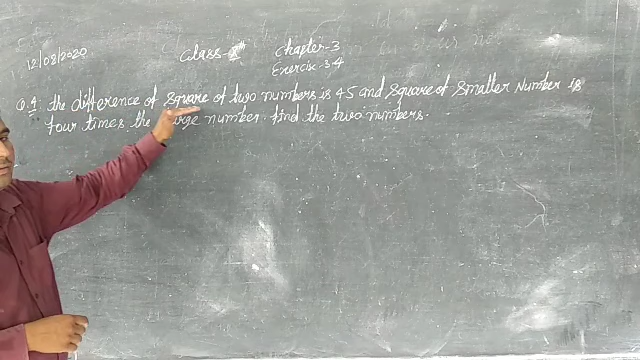 12/08/2020 Class- Chapter-3
Exercise-3.4
Q.1. the difference of Square of two numbers is 45 and Square of Smaller Number is
four times the large number. find the two numbers.